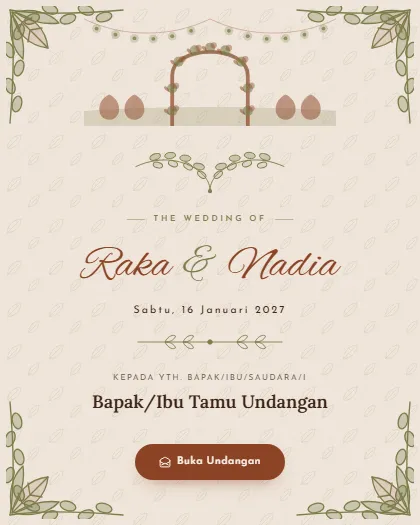 THE WEDDING OF
Raka & Nadia
Sabtu, 16 Januari 2027
KEPADA YTH. BAPAK/IBU/SAUDARA/I
Bapak/Ibu Tamu Undangan
Buka Undangan